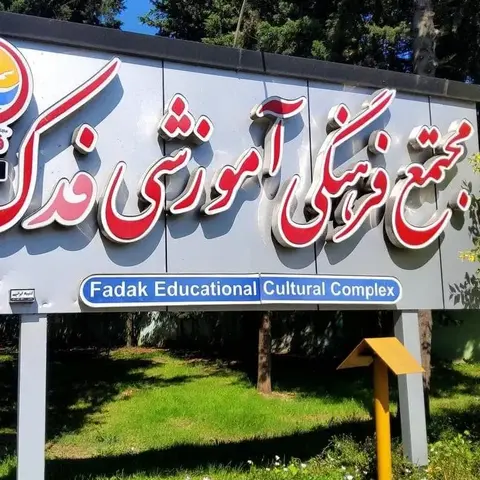 مجتمع فرهنگی آموزشی فدک
Fadak Educational Cultural Complex